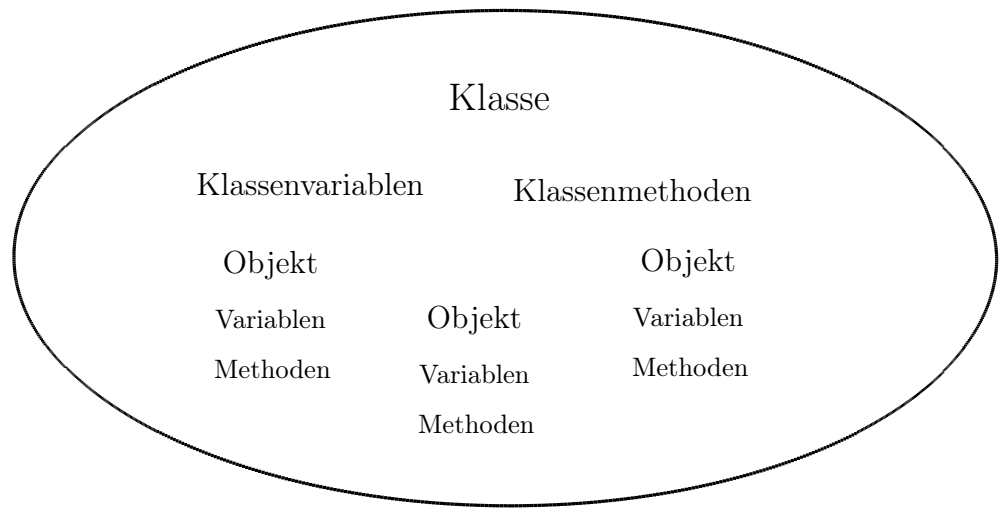 Klasse
Klassenvariablen
Klassenmethoden
Objekt
Variablen
Methoden
Objekt
Variablen
Methoden
Objekt
Variablen
Methoden